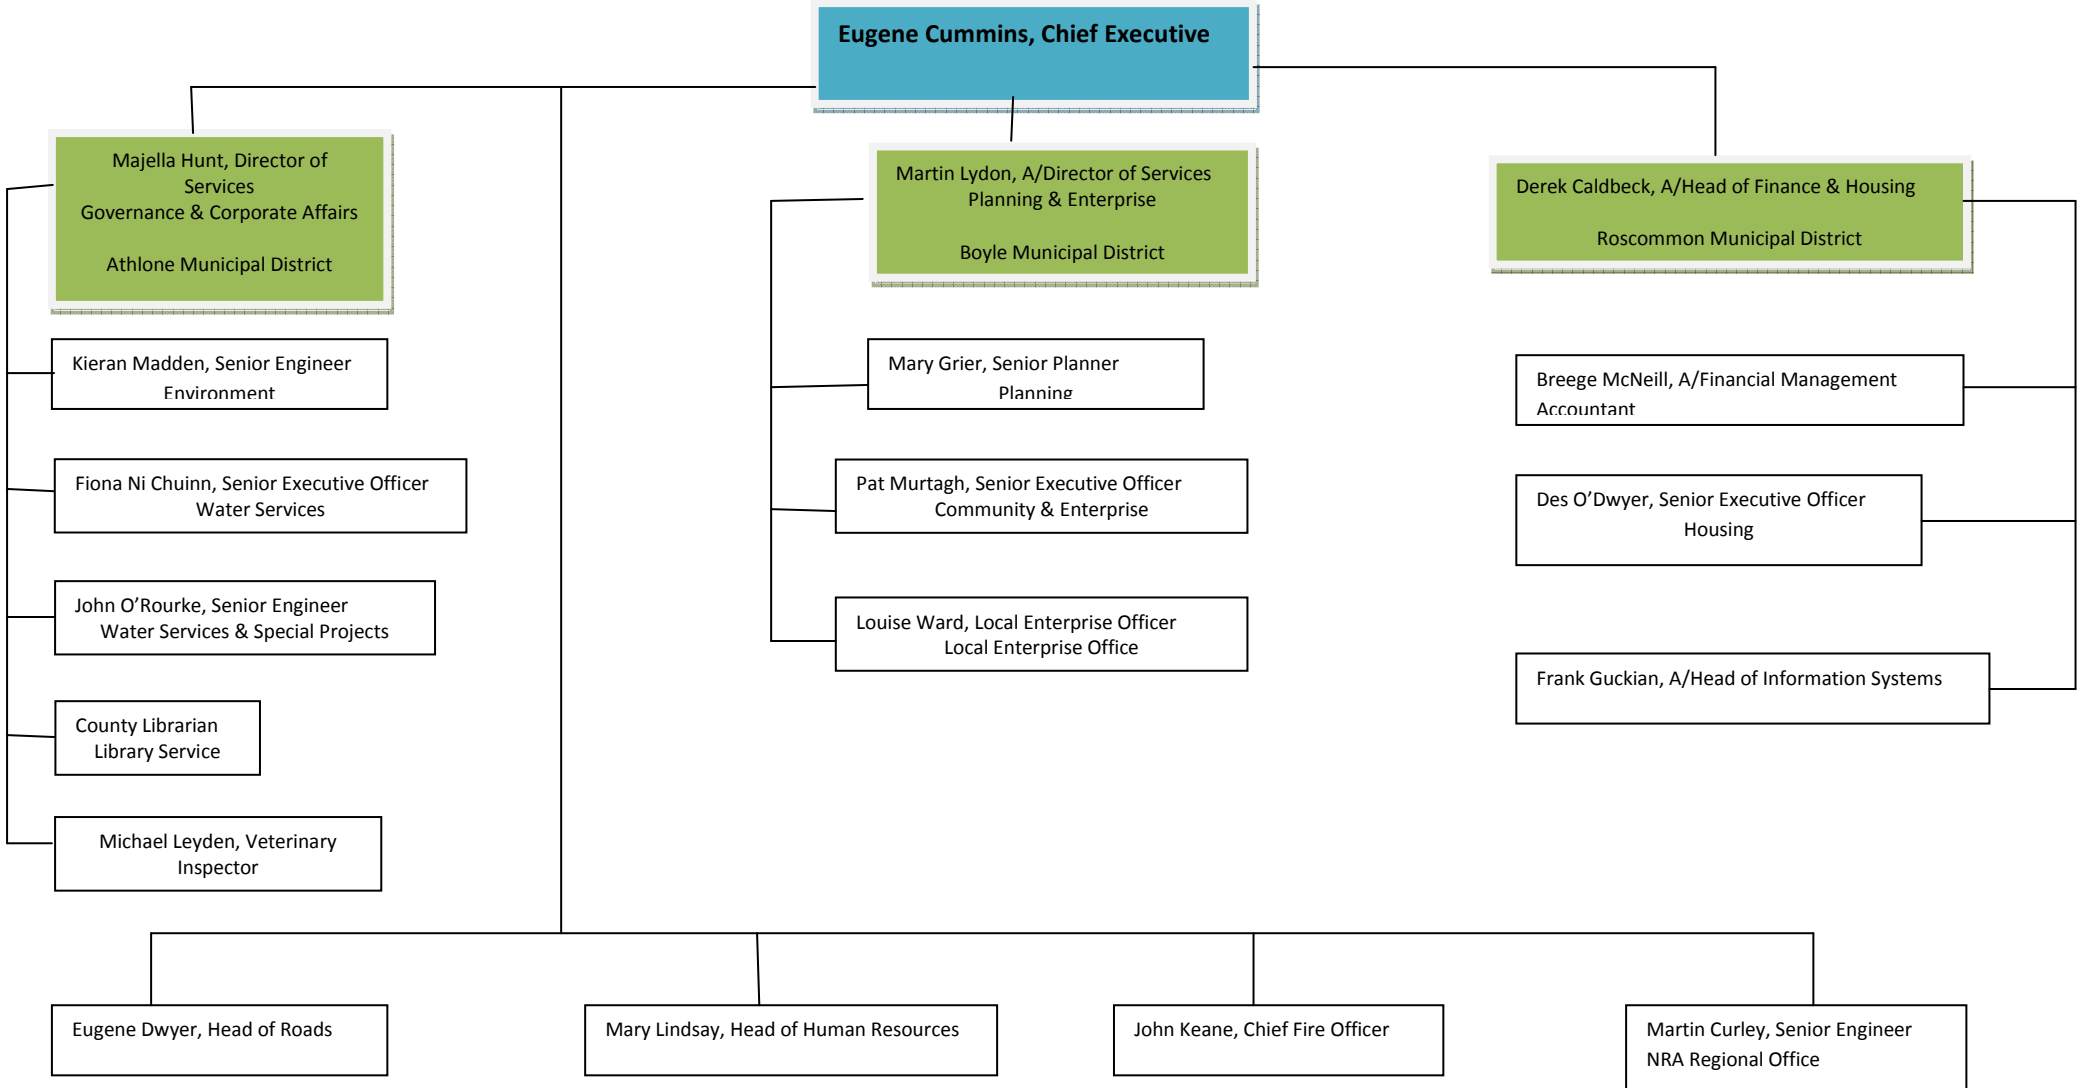 Eugene Cummins, Chief Executive
Majella Hunt, Director of
Services
Governance & Corporate Affairs
Athlone Municipal District
Martin Lydon, A/Director of Services
Planning & Enterprise
Boyle Municipal District
Derek Caldbeck, A/Head of Finance & Housing
Roscommon Municipal District
Kieran Madden, Senior Engineer
Environment
Fiona Ni Chuinn, Senior Executive Officer
Water Services
John O’Rourke, Senior Engineer
Water Services & Special Projects
County Librarian
Library Service
Michael Leyden, Veterinary
Inspector
Mary Grier, Senior Planner
Planning
Pat Murtagh, Senior Executive Officer
Community & Enterprise
Louise Ward, Local Enterprise Officer
Local Enterprise Office
Breege McNeill, A/Financial Management
Accountant
Des O’Dwyer, Senior Executive Officer
Housing
Frank Guckian, A/Head of Information Systems
Eugene Dwyer, Head of Roads
Mary Lindsay, Head of Human Resources
John Keane, Chief Fire Officer
Martin Curley, Senior Engineer
NRA Regional Office